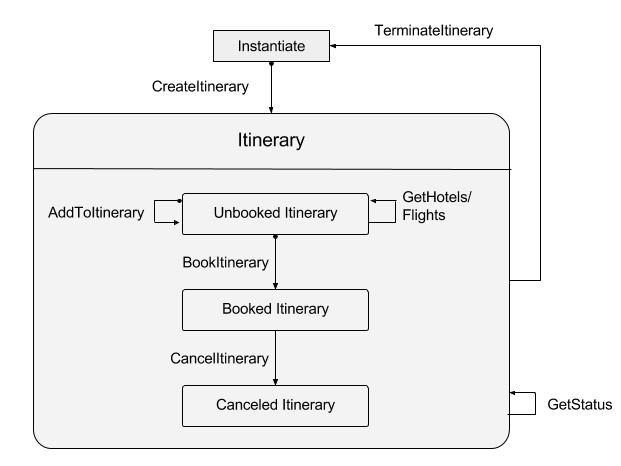 TerminateItinerary
Instantiate
CreateItinerary
Itinerary
AddToItinerary
Unbooked Itinerary
GetHotels/
Flights
BookItinerary
Booked Itinerary
CancelItinerary
Canceled Itinerary
GetStatus